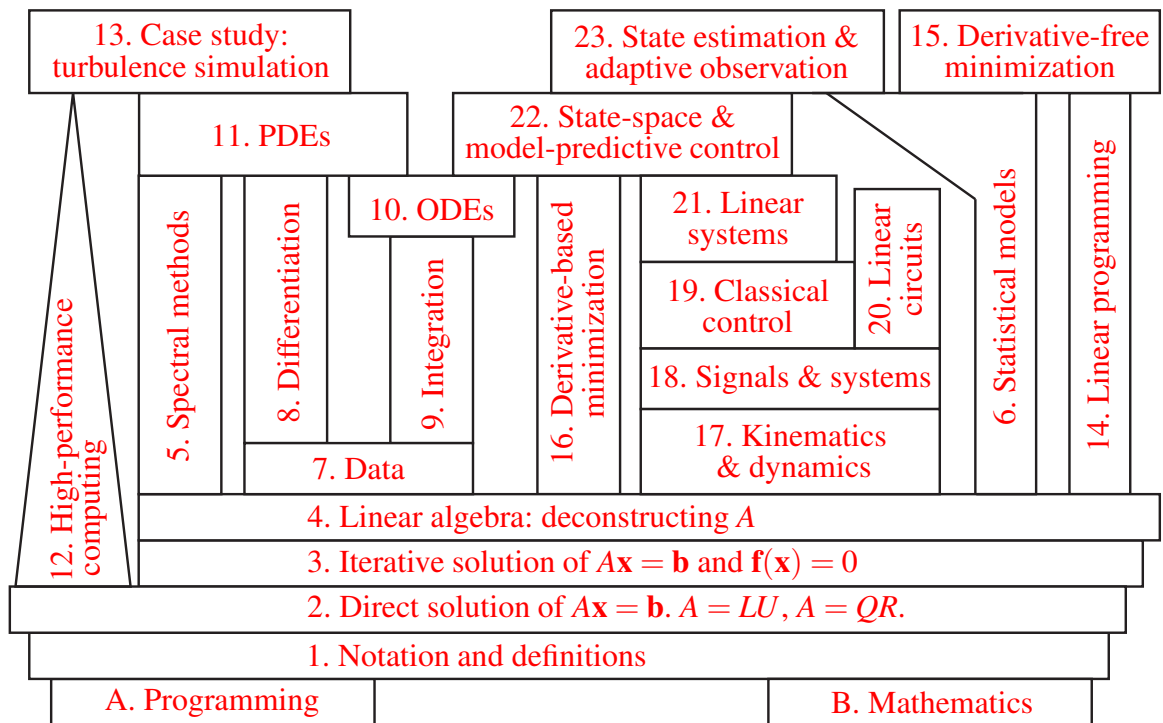 13. Case study:
turbulence simulation
23. State estimation &
adaptive observation
15. Derivative-free
minimization
11. PDEs
22. State-space &
model-predictive control
12. High-performance
computing
5. Spectral methods
8. Differentiation
10. ODEs
9. Integration
7. Data
16. Derivative-based
minimization
21. Linear
systems
19. Classical
control
20. Linear
circuits
18. Signals & systems
17. Kinematics
& dynamics
6. Statistical models
14. Linear programming
4. Linear algebra: deconstructing A
3. Iterative solution of Ax = b and f(x) = 0
2. Direct solution of Ax = b. A = LU, A = QR.
1. Notation and definitions
A. Programming
B. Mathematics